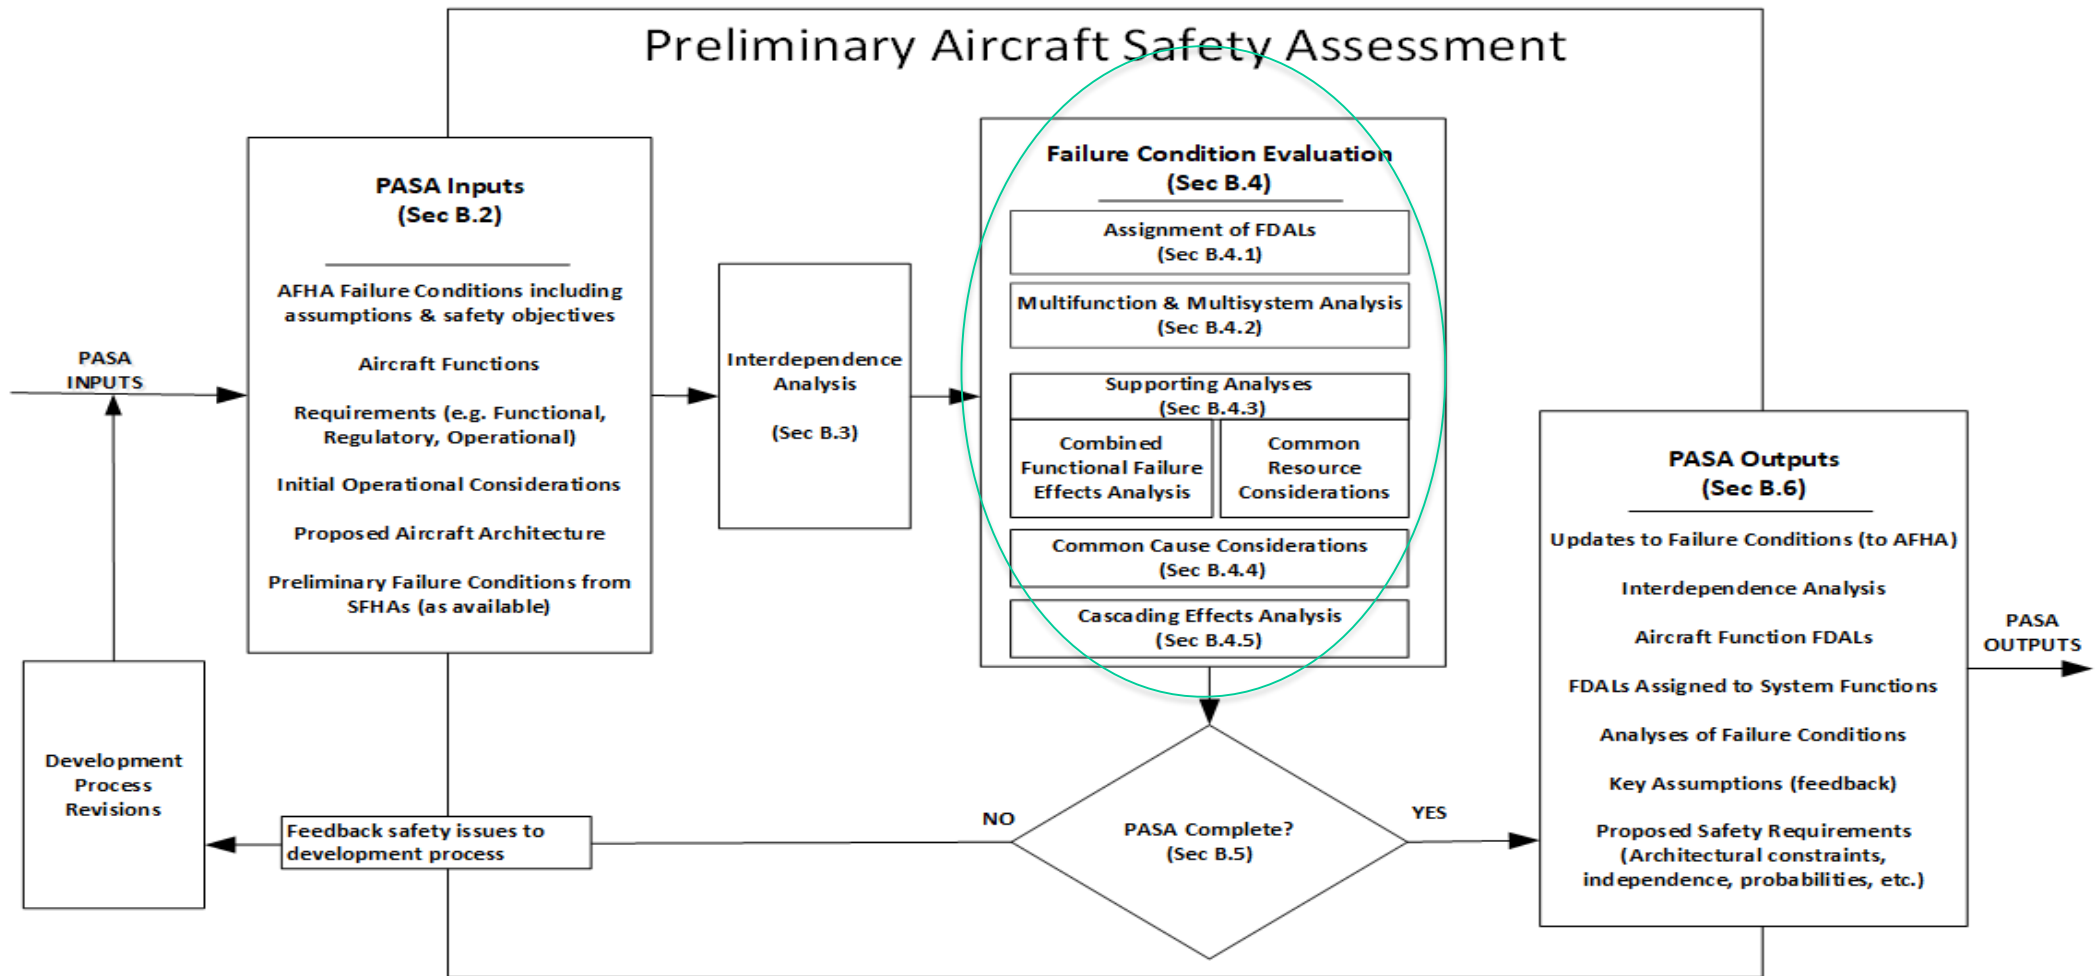 Preliminary Aircraft Safety Assessment
PASA
INPUTS
PASA Inputs
(Sec B.2)
AFHA Failure Conditions including
assumptions & safety objectives
Aircraft Functions
Requirements (e.g. Functional,
Regulatory, Operational)
Initial Operational Considerations
Proposed Aircraft Architecture
Preliminary Failure Conditions from
SFHAs (as available)
Interdependence
Analysis
(Sec B.3)
Failure Condition Evaluation
(Sec B.4)
Assignment of FDALs
(Sec B.4.1)
Multifunction & Multisystem Analysis
(Sec B.4.2)
Supporting Analyses
(Sec B.4.3)
Combined
Functional Failure
Effects Analysis
Common
Resource
Considerations
Common Cause Considerations
(Sec B.4.4)
Cascading Effects Analysis
(Sec B.4.5)
PASA Complete?
(Sec B.5)
NO
YES
Feedback safety issues to
development process
Development
Process
Revisions
PASA Outputs
(Sec B.6)
Updates to Failure Conditions (to AFHA)
Interdependence Analysis
Aircraft Function FDALs
FDALs Assigned to System Functions
Analyses of Failure Conditions
Key Assumptions (feedback)
Proposed Safety Requirements
(Architectural constraints,
independence, probabilities, etc.)
PASA
OUTPUTS